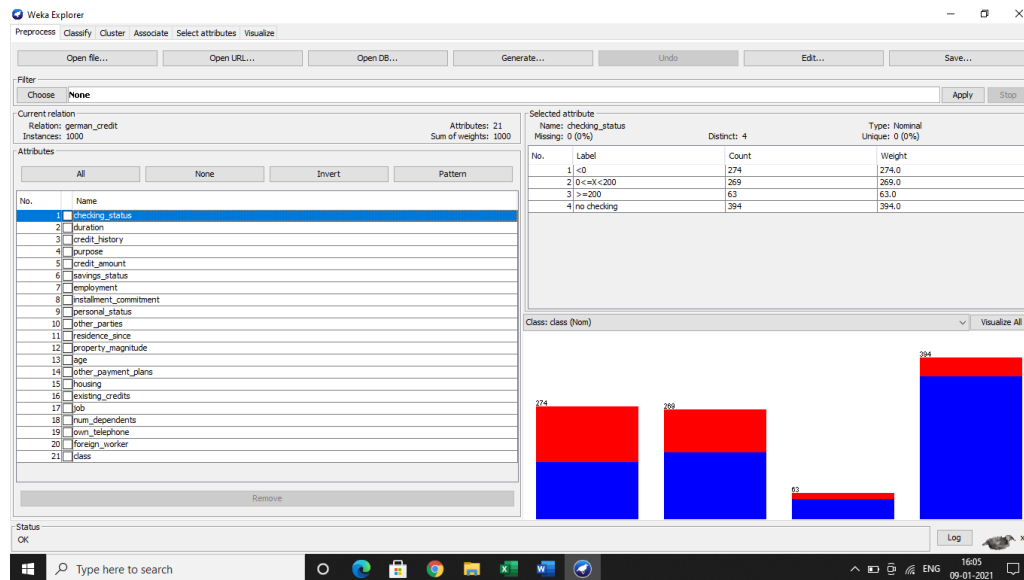 Weka Explorer
Preprocess Classify Cluster Associate Select attributes Visualize
Open file... Open URL... Open DB... Generate... Undo Edit... Save...
Filter
Choose None Apply Stop
Current relation
Relation: german_credit Attributes: 21
Instances: 1000 Sum of weights: 1000
Attributes
All None Invert Pattern
No. Name
1 checking_status
2 duration
3 credit_history
4 purpose
5 credit_amount
6 savings_status
7 employment
8 installment_commitment
9 personal_status
10 other_parties
11 residence_since
12 property_magnitude
13 age
14 other_payment_plans
15 housing
16 existing_credits
17 job
18 num_dependents
19 own_telephone
20 foreign_worker
21 class
Remove
Selected attribute
Name: checking_status Type: Nominal
Missing: 0 (0%) Distinct: 4 Unique: 0 (0%)
No. Label Count Weight
1 <0 274 274.0
2 0<=X<200 269 269.0
3 >=200 63 63.0
4 no checking 394 394.0
Class: class (Nom) Visualize All
274
269
63
394
Status
OK
Log
x
Type here to search
ENG
16:05
09-01-2021